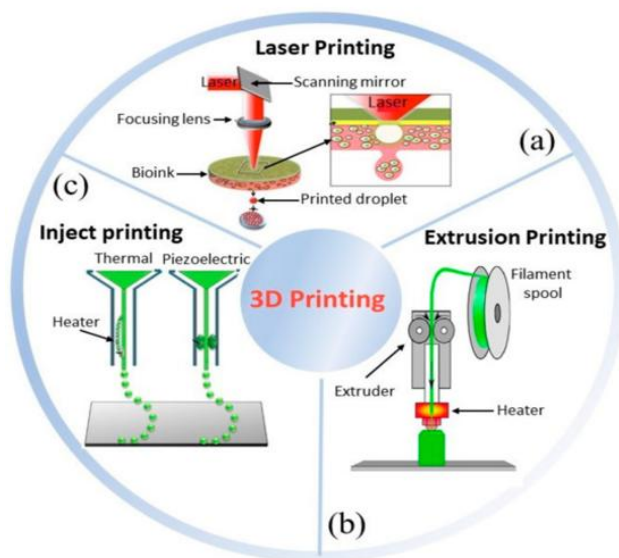 Laser Printing
Laser
Scanning mirror
Laser
Focusing lens
(a)
Bioink
Printed droplet
(c)
Inject printing
Thermal
Piezoelectric
Heater
3D Printing
Extrusion Printing
Filament
spool
Extruder
Heater
(b)